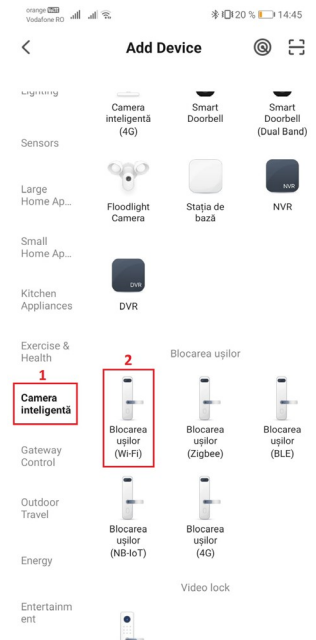 orange
Vodafone RO
20 %
14:45
Add Device
Lighting
Camera
inteligentă
(4G)
Smart
Doorbell
Smart
Doorbell
(Dual Band)
Sensors
Large
Home Ap...
NVR
Floodlight
Camera
Stația de
bază
NVR
Small
Home Ap...
DVR
DVR
Kitchen
Appliances
Exercise &
Health
1
2
Blocarea ușilor
Camera
inteligentă
Blocarea
ușilor
(Wi-Fi)
Blocarea
ușilor
(Zigbee)
Blocarea
ușilor
(BLE)
Gateway
Control
Outdoor
Travel
Blocarea
ușilor
(NB-IoT)
Blocarea
ușilor
(4G)
Energy
Video lock
Entertainm
ent